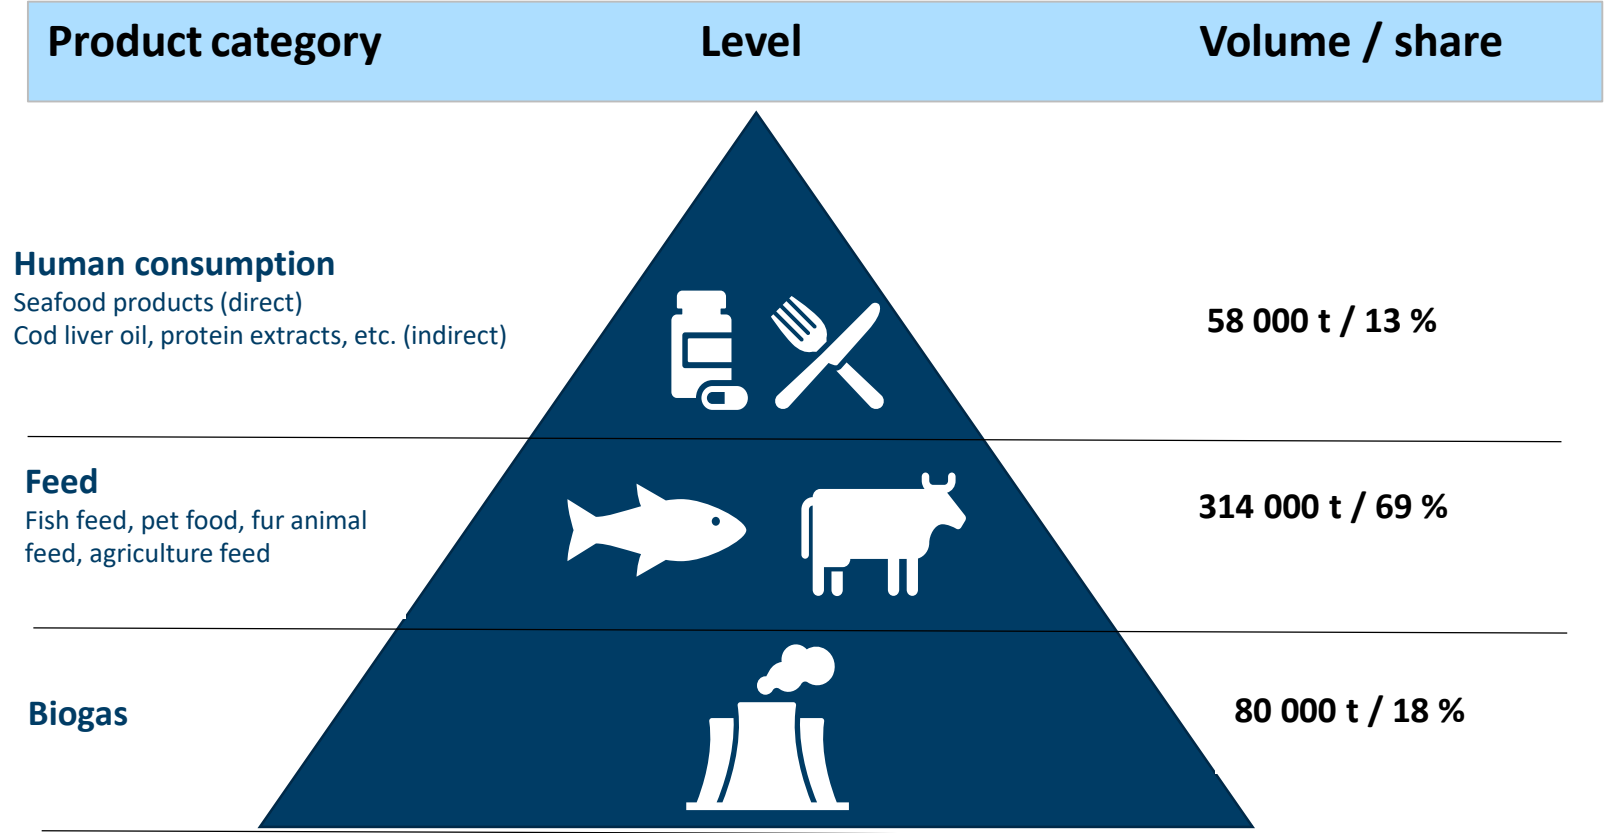 Product category Level Volume / share
Human consumption
Seafood products (direct)
Cod liver oil, protein extracts, etc. (indirect)
58 000 t / 13 %
Feed
Fish feed, pet food, fur animal
feed, agriculture feed
314 000 t / 69 %
Biogas
80 000 t / 18 %